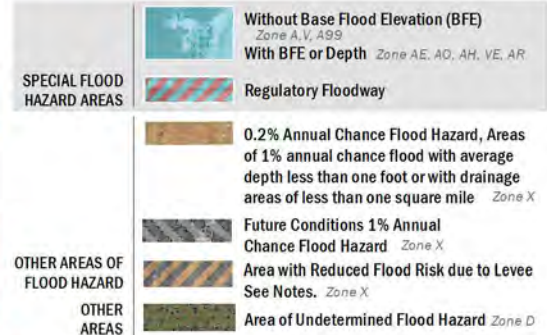 Without Base Flood Elevation (BFE)
Zone A,V, A99
With BFE or Depth Zone AE, AO, AH, VE, AR
SPECIAL FLOOD
HAZARD AREAS
Regulatory Floodway
0.2% Annual Chance Flood Hazard, Areas
of 1% annual chance flood with average
depth less than one foot or with drainage
areas of less than one square mile Zone X
Future Conditions 1% Annual
Chance Flood Hazard Zone X
OTHER AREAS OF
FLOOD HAZARD
Area with Reduced Flood Risk due to Levee
See Notes. Zone X
OTHER
AREAS
Area of Undetermined Flood Hazard Zone D